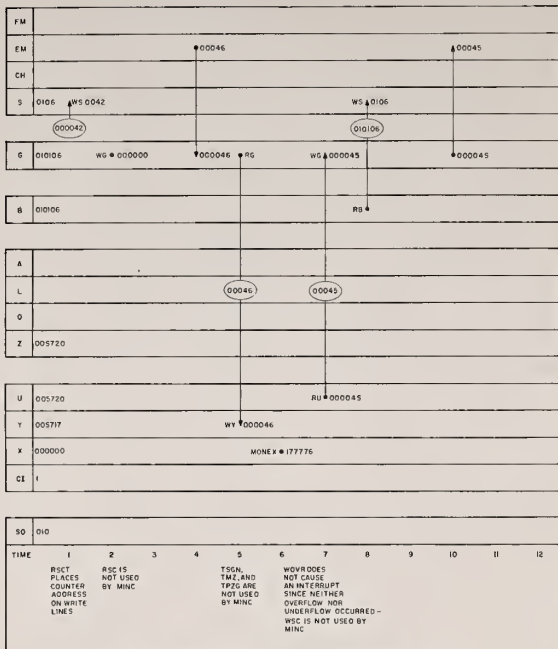 FM
EM 00046 00045
CH
S 0106 WS 0042 WS 0106
000042 010106
G 010106 WG 000000 000046 RG WG 000045 000045
B 010106 RB
A
L 00046 00045
Q
Z 005720
U 005720 RU 000045
Y 005717 WY 000046
X 000000 MONEX 177776
CI 1
SQ 010
TIME 1 2 3 4 5 6 7 8 9 10 11 12
RSCT RSC IS TSGN, WOVR DOES
PLACES NOT USED TMZ, AND NOT CAUSE
COUNTER BY MINC TPZG ARE AN INTERRUPT
ADDRESS NOT USED SINCE NEITHER
ON WRITE BY MINC OVERFLOW NOR
LINES UNDERFLOW OCCURRED –
WSC IS NOT USED BY
MINC